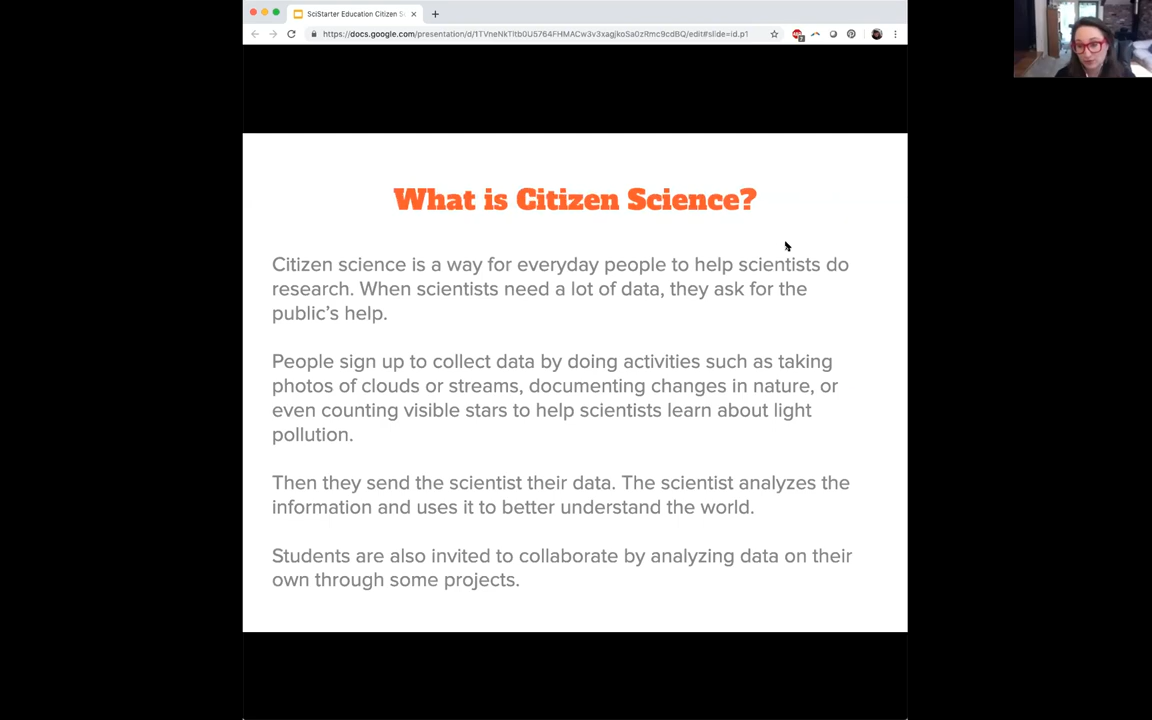 SciStarter Education Citizen Sc
What is Citizen Science?
Citizen science is a way for everyday people to help scientists do
research. When scientists need a lot of data, they ask for the
public's help.
People sign up to collect data by doing activities such as taking
photos of clouds or streams, documenting changes in nature, or
even counting visible stars to help scientists learn about light
pollution.
Then they send the scientist their data. The scientist analyzes the
information and uses it to better understand the world.
Students are also invited to collaborate by analyzing data on their
own through some projects.